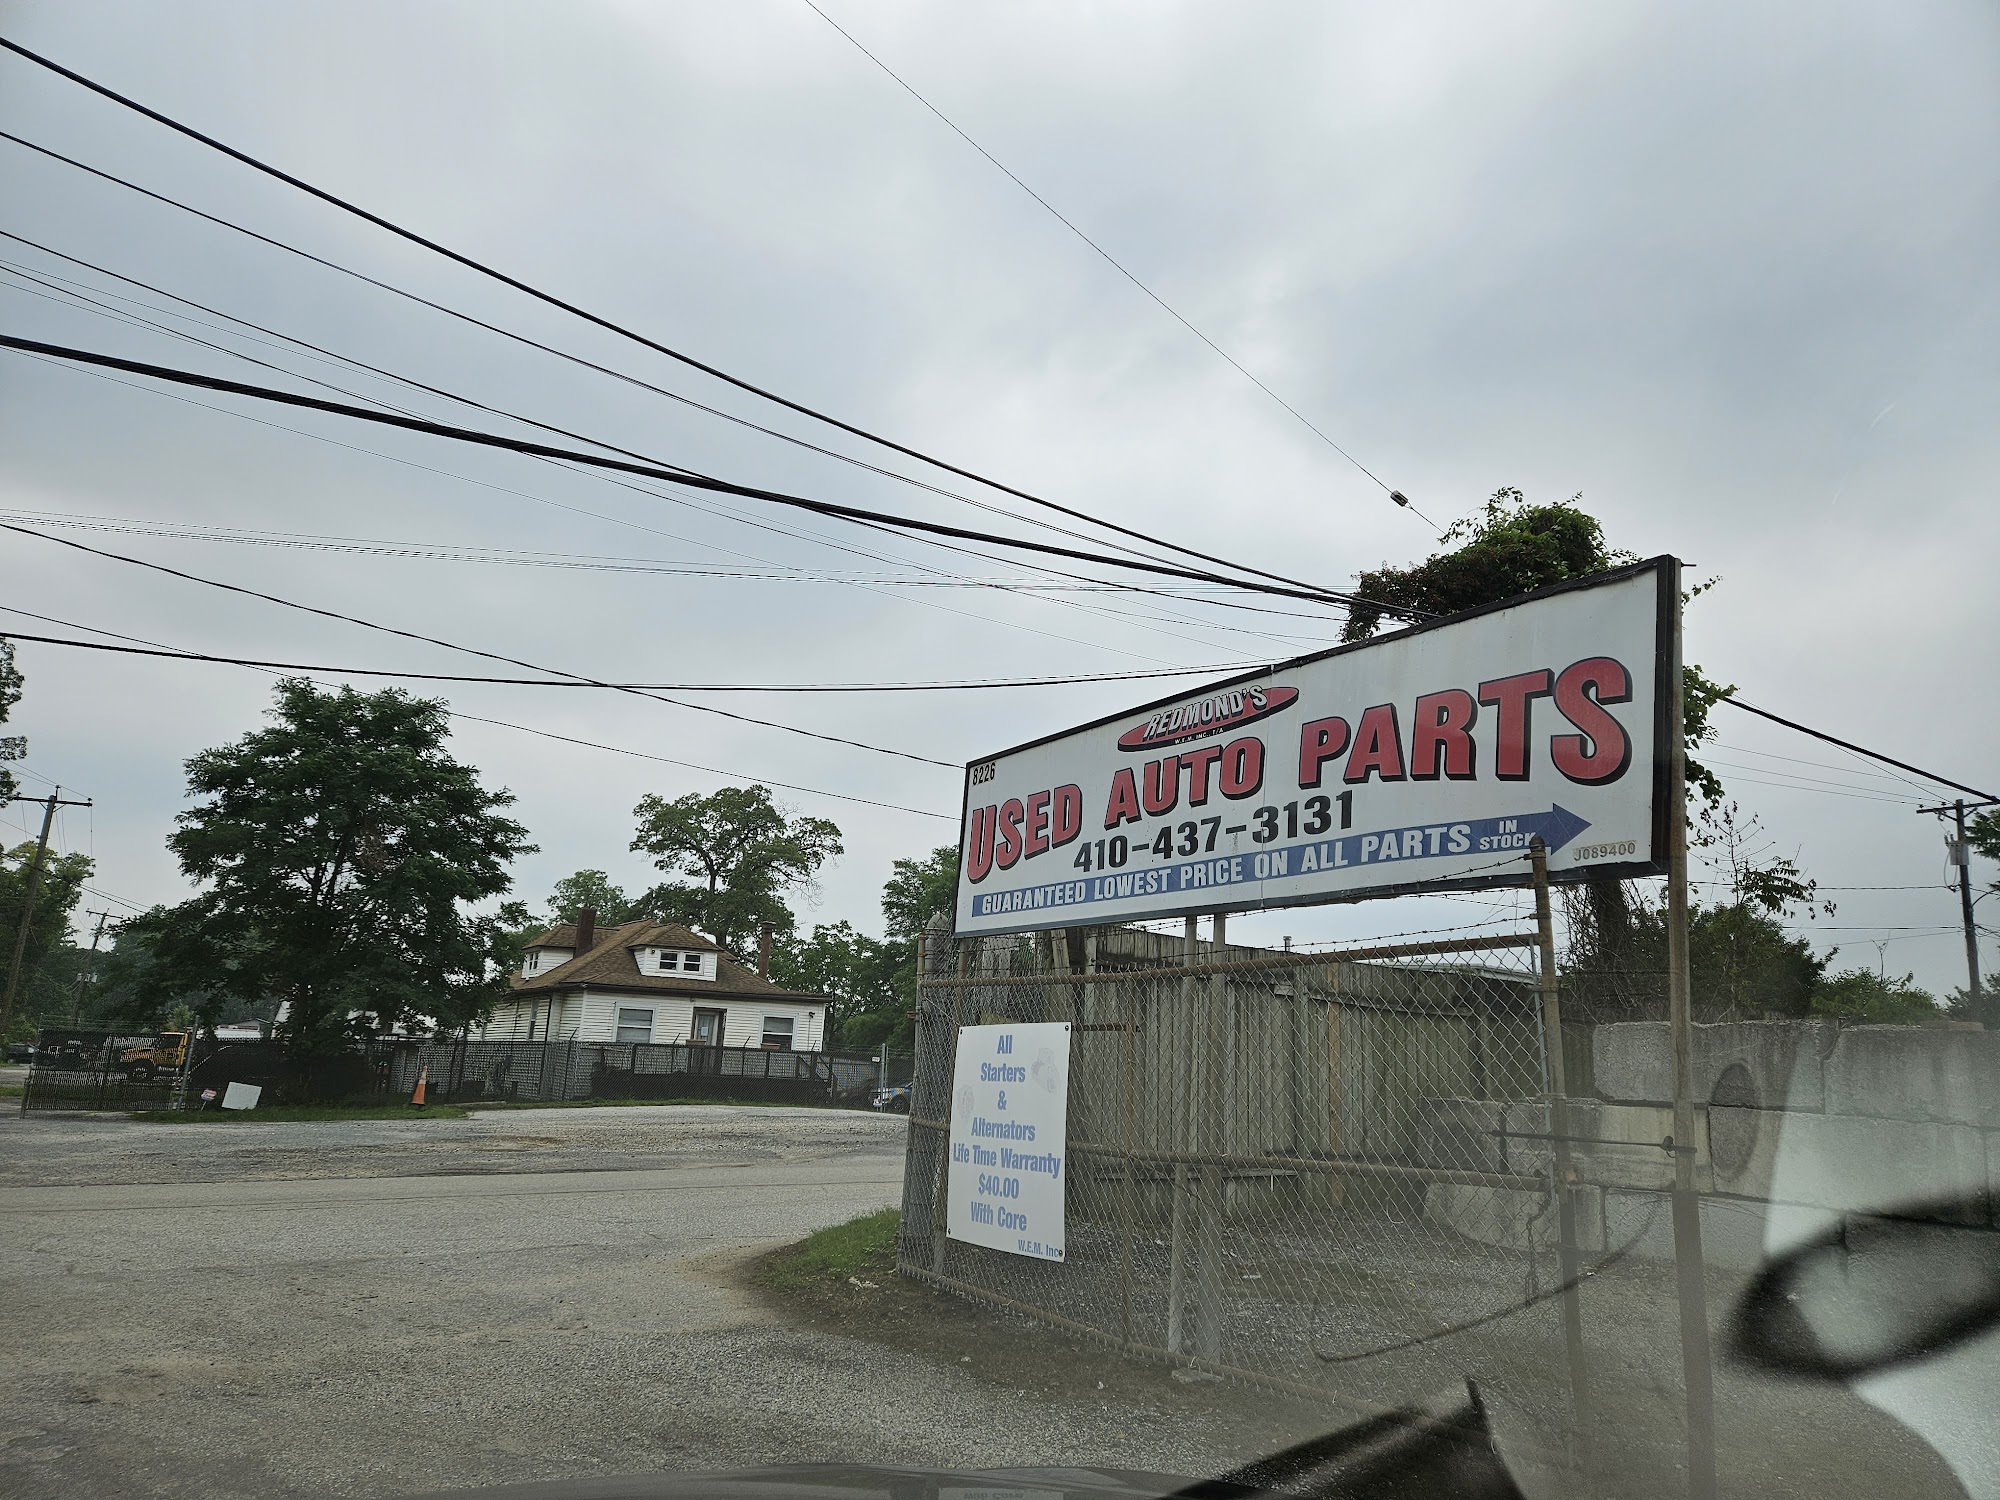 8226
REDMOND'S
W.E.M. INC. T/A
USED AUTO PARTS
410-437-3131
GUARANTEED LOWEST PRICE ON ALL PARTS IN STOCK
J089400
All
Starters
&
Alternators
Life Time Warranty
$40.00
With Core
W.E.M. Inc